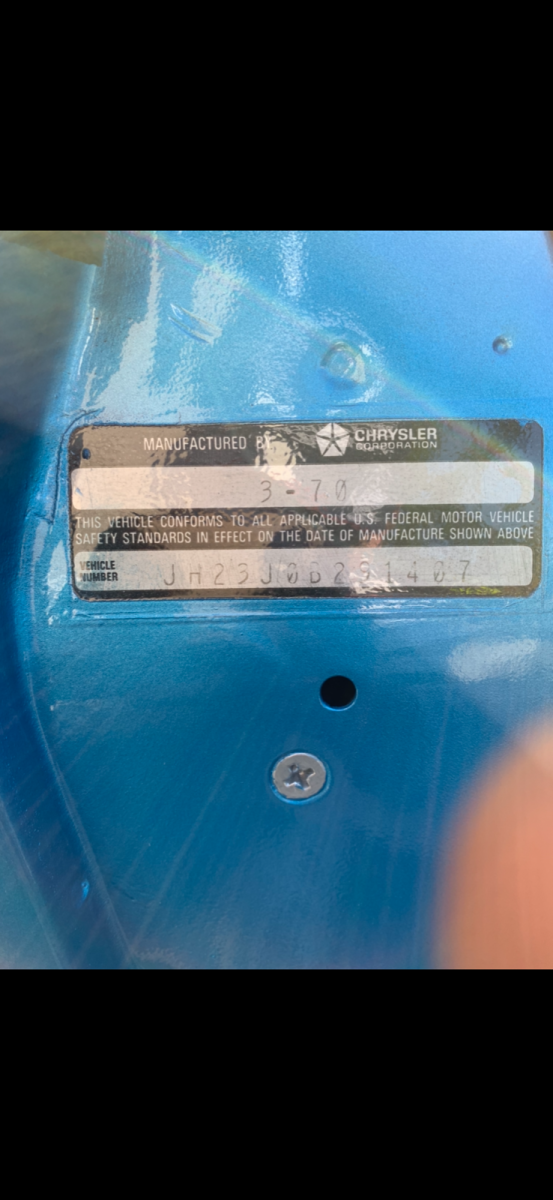 MANUFACTURED BY CHRYSLER
CORPORATION
3-70
THIS VEHICLE CONFORMS TO ALL APPLICABLE U.S. FEDERAL MOTOR VEHICLE
SAFETY STANDARDS IN EFFECT ON THE DATE OF MANUFACTURE SHOWN ABOVE
VEHICLE
NUMBER
JH23J0B291407